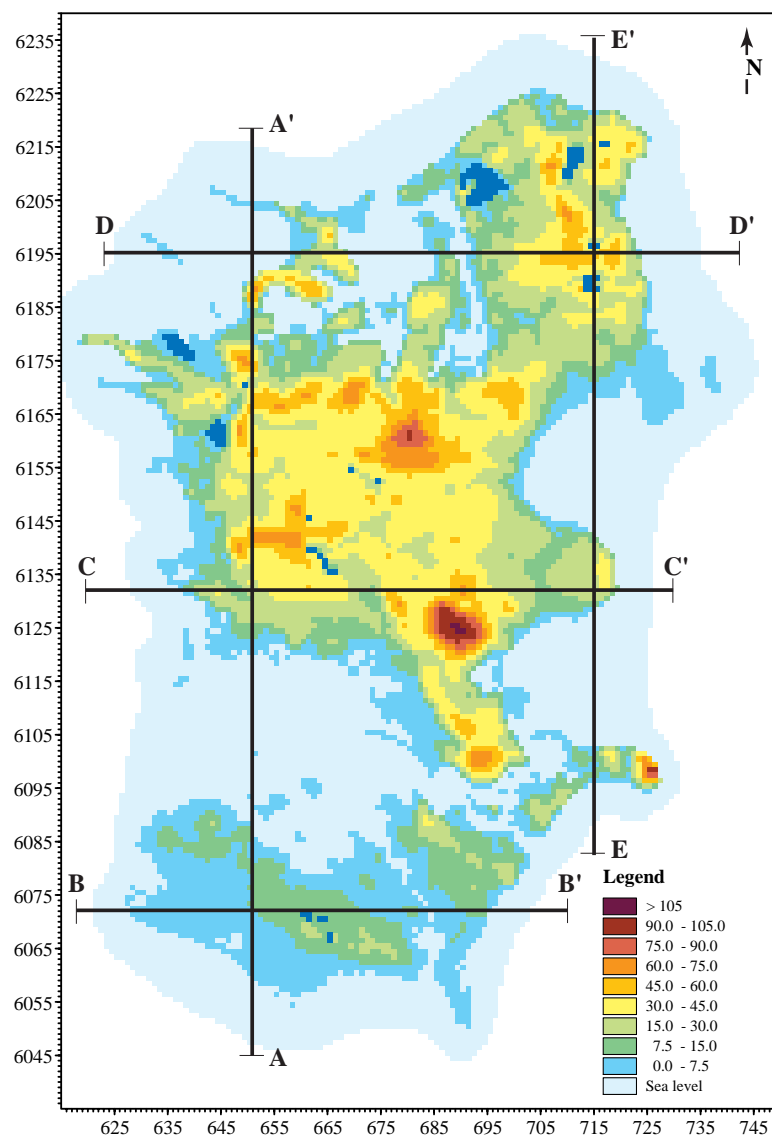 6235
6225
6215
6205
6195
6185
6175
6165
6155
6145
6135
6125
6115
6105
6095
6085
6075
6065
6055
6045
E'
N
A'
D
D'
C
C'
E
B
B'
A
Legend
> 105
90.0 - 105.0
75.0 - 90.0
60.0 - 75.0
45.0 - 60.0
30.0 - 45.0
15.0 - 30.0
7.5 - 15.0
0.0 - 7.5
Sea level
625 635 645 655 665 675 685 695 705 715 725 735 745